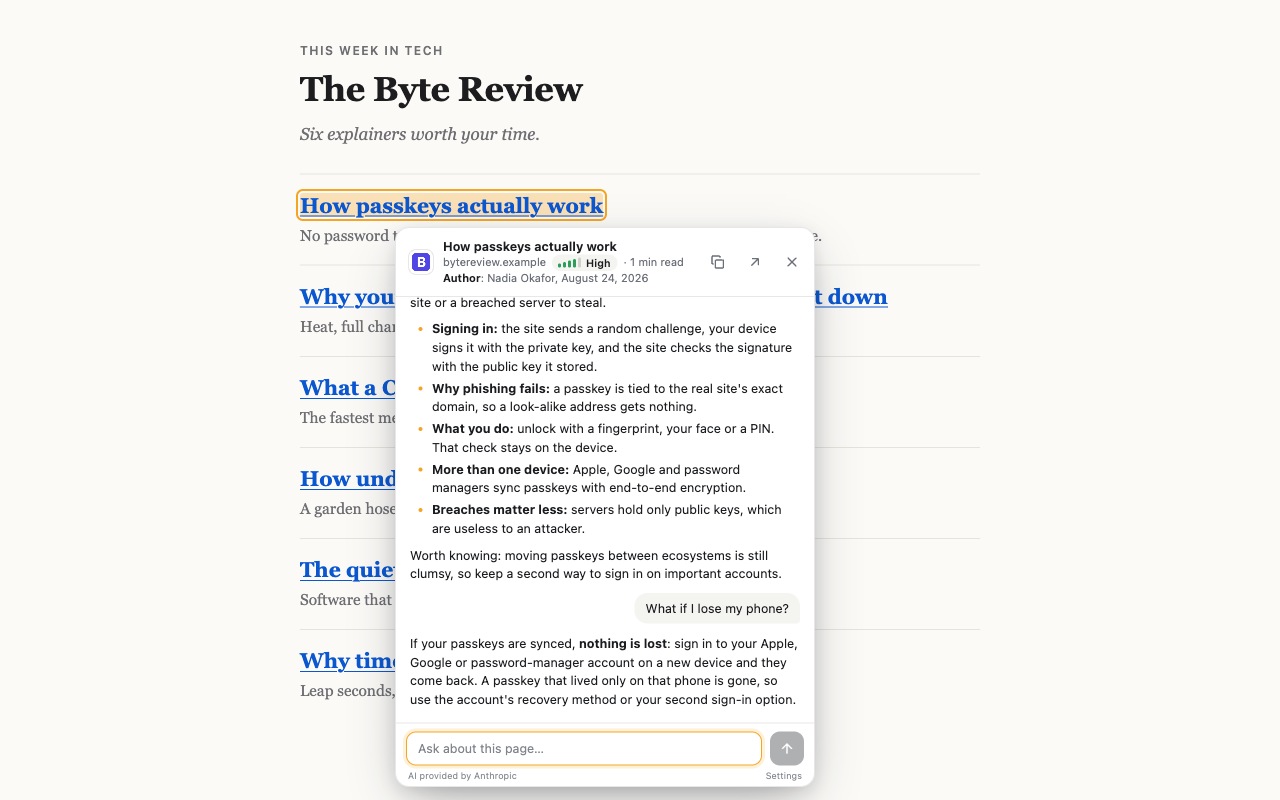 THIS WEEK IN TECH
The Byte Review
Six explainers worth your time.
How passkeys actually work
No password
e.
Why you
t down
Heat, full
What a C
The fastest
How und
A garden hose
The quie
Software that
Why time
Leap seconds,
B
How passkeys actually work
bytereview.example High · 1 min read
Author: Nadia Okafor, August 24, 2026
site or a breached server to steal.
• Signing in: the site sends a random challenge, your device
signs it with the private key, and the site checks the signature
with the public key it stored.
• Why phishing fails: a passkey is tied to the real site's exact
domain, so a look-alike address gets nothing.
• What you do: unlock with a fingerprint, your face or a PIN.
That check stays on the device.
• More than one device: Apple, Google and password
managers sync passkeys with end-to-end encryption.
• Breaches matter less: servers hold only public keys, which
are useless to an attacker.
Worth knowing: moving passkeys between ecosystems is still
clumsy, so keep a second way to sign in on important accounts.
What if I lose my phone?
If your passkeys are synced, nothing is lost: sign in to your Apple,
Google or password-manager account on a new device and they
come back. A passkey that lived only on that phone is gone, so
use the account's recovery method or your second sign-in option.
Ask about this page...
AI provided by Anthropic
Settings